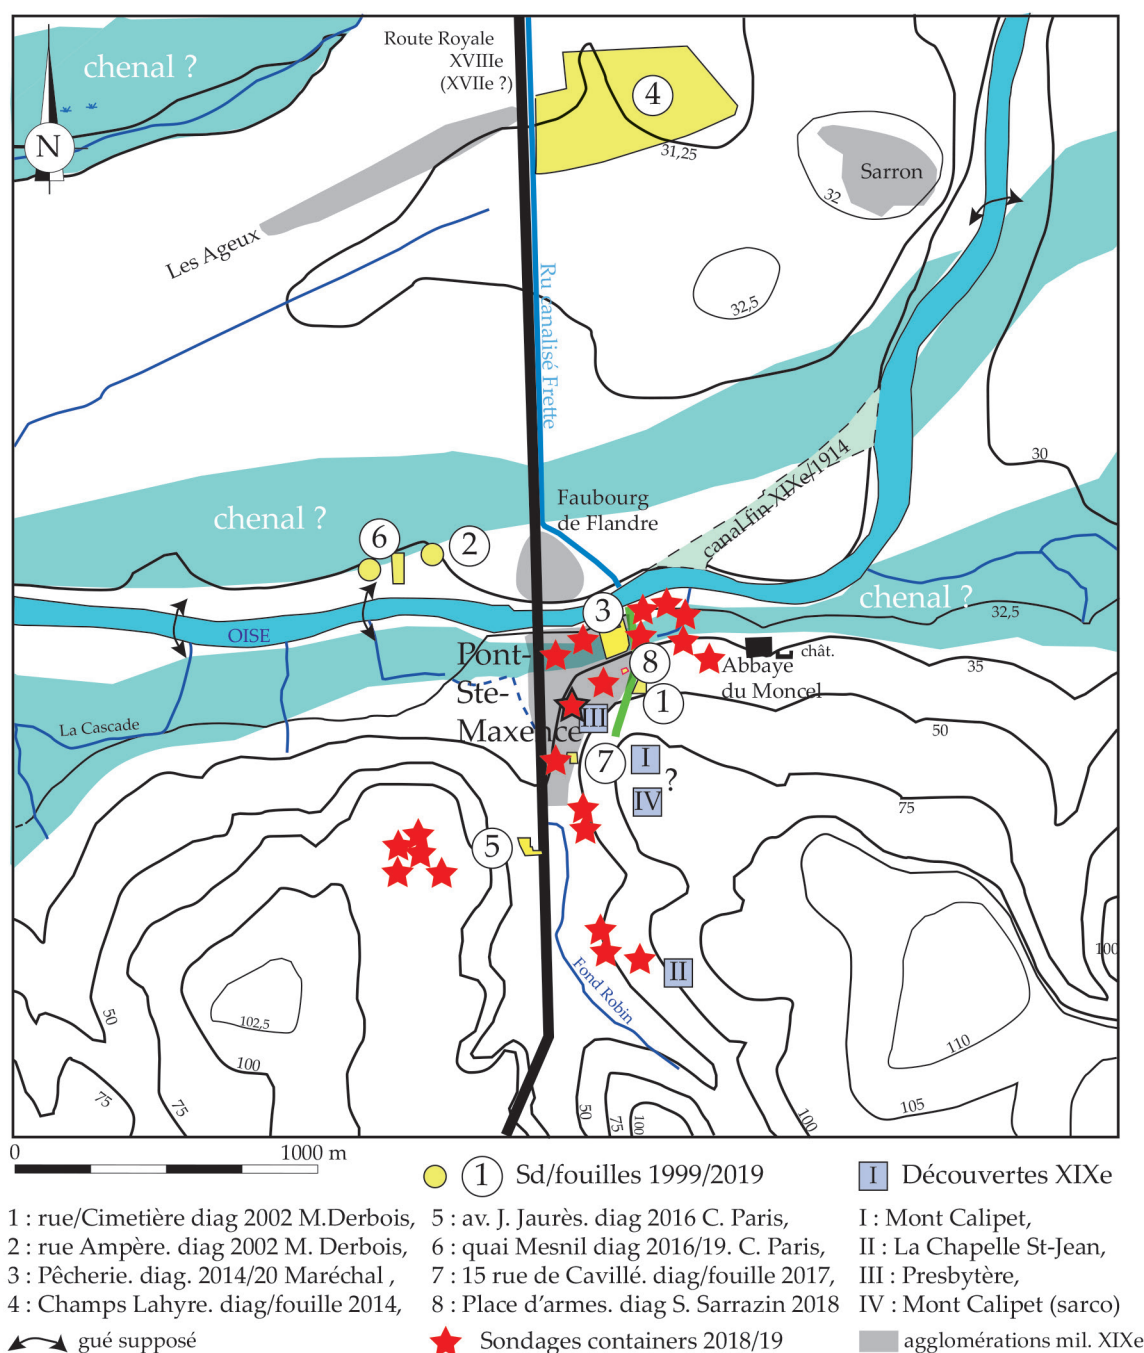 chenal ?
Route Royale
XVIIIe
(XVIIe ?)
4
N
31,25
Sarron
32
Les Ageux
32,5
Ru canalisé Frette
30
canal fin XIXe/1914
Faubourg
de Flandre
chenal ?
6
2
chenal ?
3
32,5
OISE
Pont-
Ste-
Maxence
8
chât.
Abbaye
du Moncel
35
La Cascade
1
III
50
7
I
?
IV
75
5
100
II
Fond Robin
50
102,5
110
100
75
75
50
75
100
100
105
0
1000 m
1
Sd/fouilles 1999/2019
I
Découvertes XIXe
1 : rue/Cimetière diag 2002 M.Derbois,
2 : rue Ampère. diag 2002 M. Derbois,
3 : Pêcherie. diag. 2014/20 Maréchal ,
4 : Champs Lahyre. diag/fouille 2014,
5 : av. J. Jaurès. diag 2016 C. Paris,
6 : quai Mesnil diag 2016/19. C. Paris,
7 : 15 rue de Cavillé. diag/fouille 2017,
8 : Place d'armes. diag S. Sarrazin 2018
I : Mont Calipet,
II : La Chapelle St-Jean,
III : Presbytère,
IV : Mont Calipet (sarco)
gué supposé
Sondages containers 2018/19
agglomérations mil. XIXe